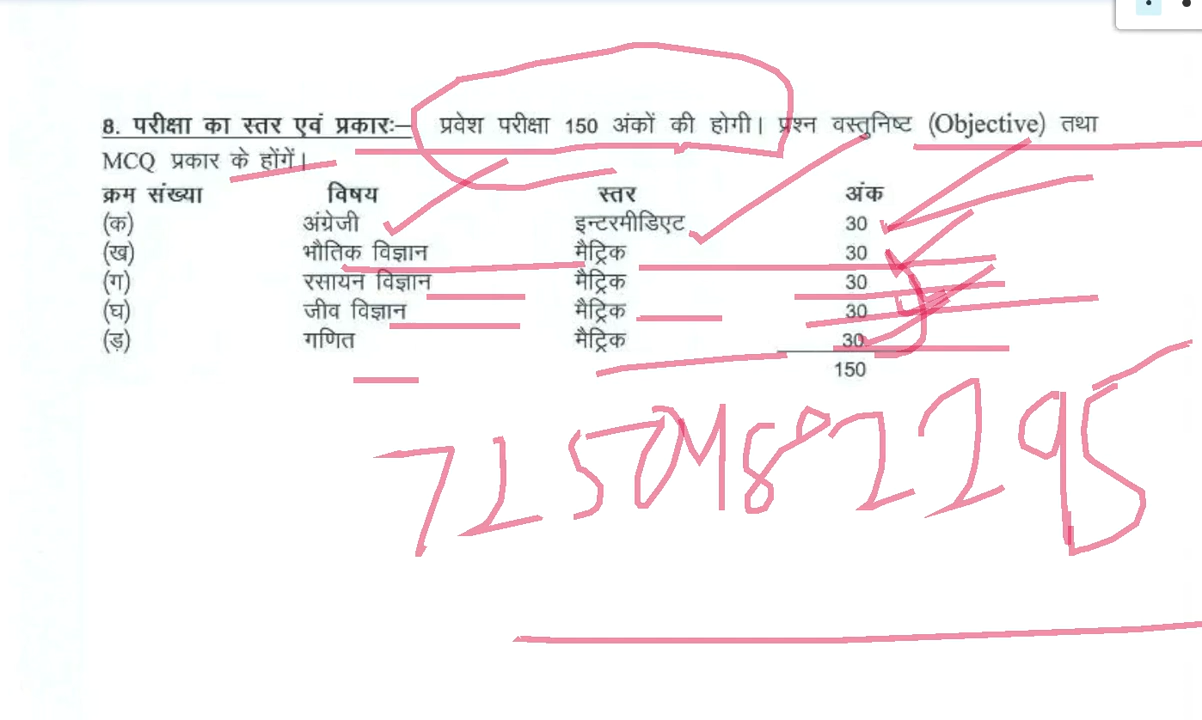 8. परीक्षा का स्तर एवं प्रकारः– प्रवेश परीक्षा 150 अंकों की होगी। प्रश्न वस्तुनिष्ट (Objective) तथा
MCQ प्रकार के होंगें।
क्रम संख्या विषय स्तर अंक
(क) अंग्रेजी इन्टरमीडिएट 30
(ख) भौतिक विज्ञान मैट्रिक 30
(ग) रसायन विज्ञान मैट्रिक 30
(घ) जीव विज्ञान मैट्रिक 30
(ड़) गणित मैट्रिक 30
150
7250482295